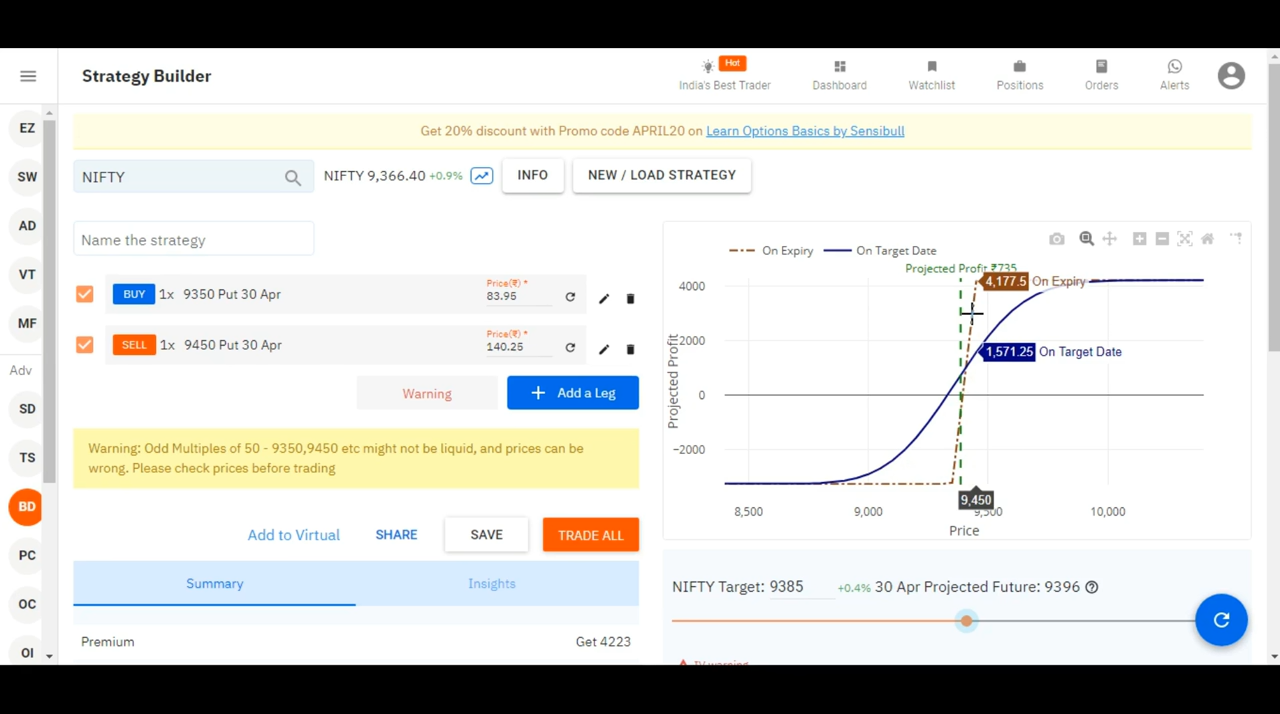 Strategy Builder
Hot
India's Best Trader
Dashboard
Watchlist
Positions
Orders
Alerts
EZ
SW
AD
VT
MF
Adv
SD
TS
BD
PC
OC
OI
Get 20% discount with Promo code APRIL20 on Learn Options Basics by Sensibull
NIFTY
NIFTY 9,366.40 +0.9%
INFO
NEW / LOAD STRATEGY
Name the strategy
BUY 1x 9350 Put 30 Apr
Price(₹) *
83.95
SELL 1x 9450 Put 30 Apr
Price(₹) *
140.25
Warning
+ Add a Leg
Warning: Odd Multiples of 50 - 9350,9450 etc might not be liquid, and prices can
be wrong. Please check prices before trading
Add to Virtual
SHARE
SAVE
TRADE ALL
Summary
Insights
Premium
Get 4223
On Expiry
On Target Date
Projected Profit ₹735
4,177.5 On Expiry
1,571.25 On Target Date
4000
2000
0
−2000
Projected Profit
9,450
8,500
9,000
9,500
10,000
Price
NIFTY Target: 9385 +0.4% 30 Apr Projected Future: 9396
IV warning